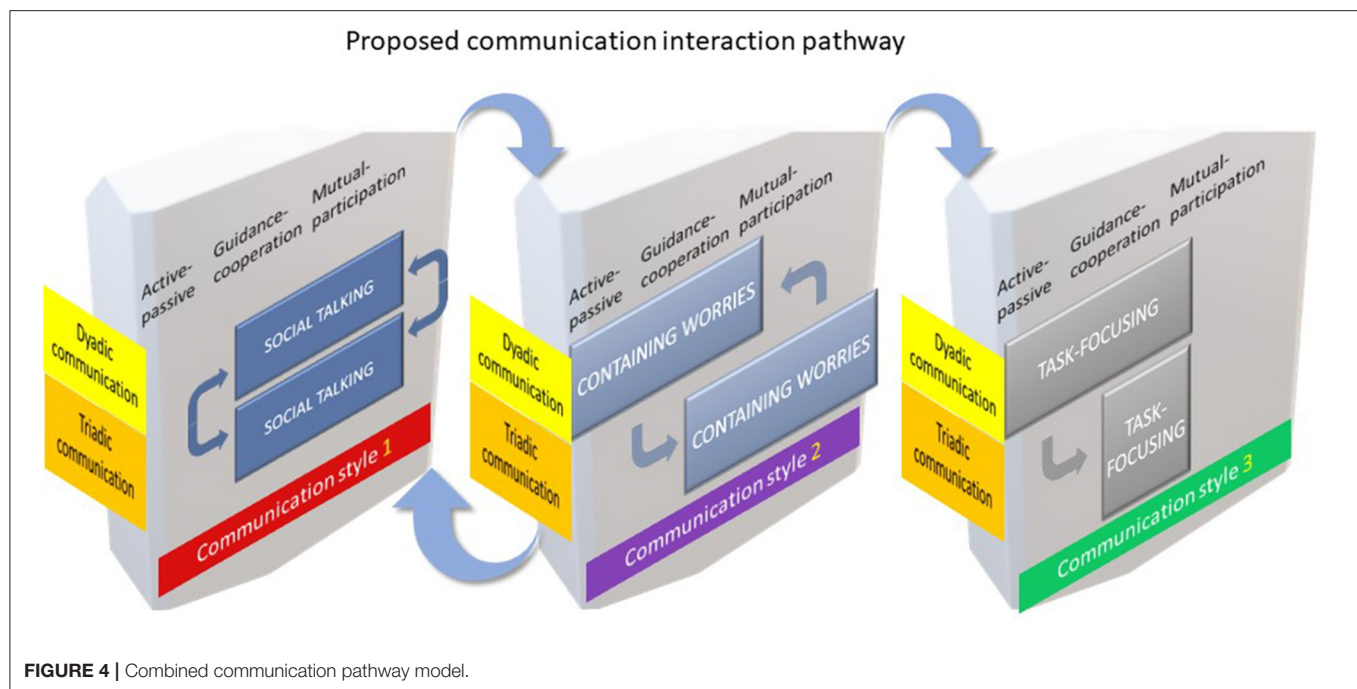 Proposed communication interaction pathway
Active-
passive
Guidance-
cooperation
Mutual-
participation
Dyadic
communication
Triadic
communication
SOCIAL TALKING
SOCIAL TALKING
Communication style 1
Active-
passive
Guidance-
cooperation
Mutual-
participation
Dyadic
communication
Triadic
communication
CONTAINING WORRIES
CONTAINING WORRIES
Communication style 2
Active-
passive
Guidance-
cooperation
Mutual-
participation
Dyadic
communication
Triadic
communication
TASK-FOCUSING
TASK-
FOCUSING
Communication style 3
FIGURE 4 | Combined communication pathway model.